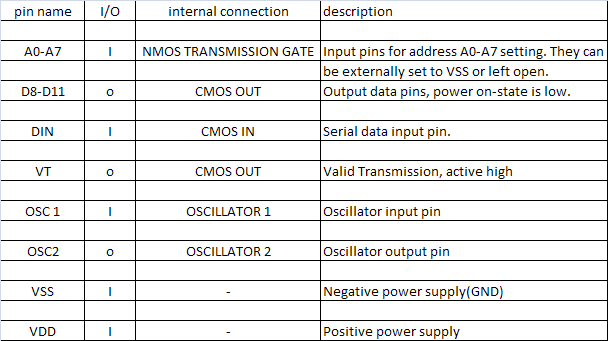 pin name I/O internal connection description
A0-A7 I NMOS TRANSMISSION GATE Input pins for address A0-A7 setting. They can
be externally set to VSS or left open.
D8-D11 o CMOS OUT Output data pins, power on-state is low.
DIN I CMOS IN Serial data input pin.
VT o CMOS OUT Valid Transmission, active high
OSC 1 I OSCILLATOR 1 Oscillator input pin
OSC2 o OSCILLATOR 2 Oscillator output pin
VSS I - Negative power supply(GND)
VDD I - Positive power supply